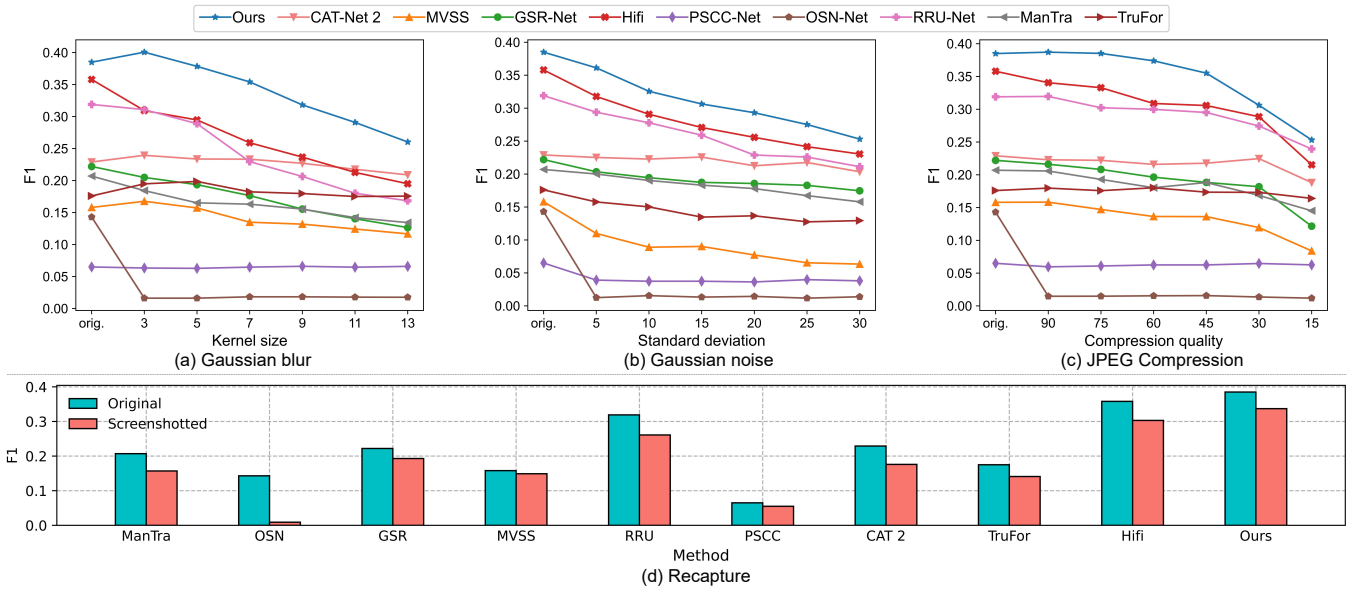 Ours CAT-Net 2 MVSS GSR-Net Hifi PSCC-Net OSN-Net RRU-Net ManTra TruFor
0.40
0.35
0.30
0.25
0.20
0.15
0.10
0.05
0.00
F1
orig. 3 5 7 9 11 13
Kernel size
(a) Gaussian blur
0.40
0.35
0.30
0.25
0.20
0.15
0.10
0.05
0.00
F1
orig. 5 10 15 20 25 30
Standard deviation
(b) Gaussian noise
0.40
0.35
0.30
0.25
0.20
0.15
0.10
0.05
0.00
F1
orig. 90 75 60 45 30 15
Compression quality
(c) JPEG Compression
0.4
0.3
0.2
0.1
0.0
F1
Original
Screenshotted
ManTra OSN GSR MVSS RRU PSCC CAT 2 TruFor Hifi Ours
Method
(d) Recapture